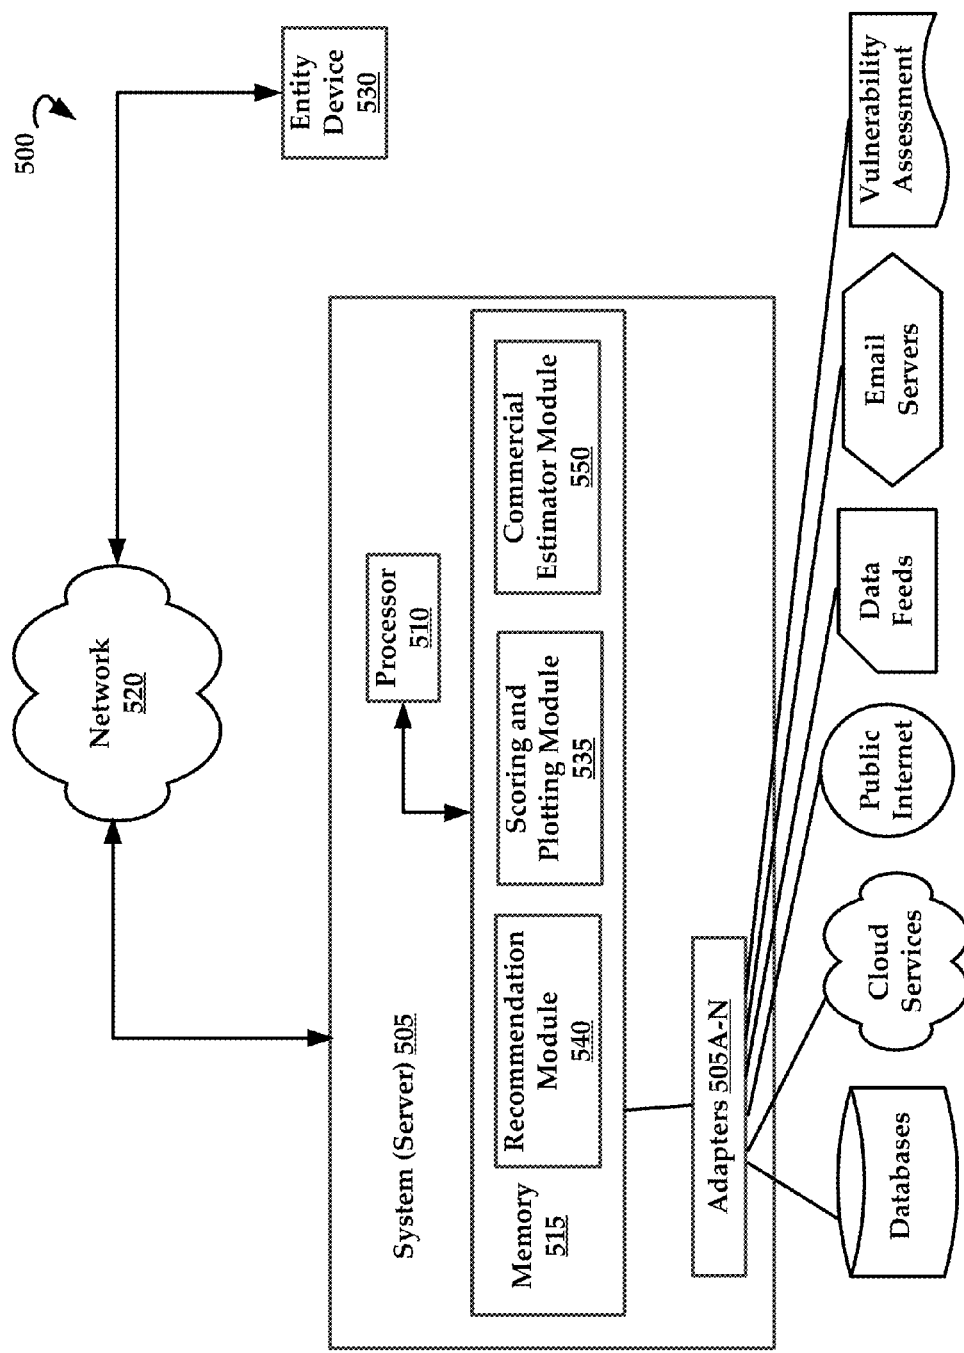 500
Network
520
Entity
Device
530
System (Server) 505
Processor
510
Memory
515
Recommendation
Module
540
Scoring and
Plotting Module
535
Commercial
Estimator Module
550
Adapters 505A-N
Databases
Cloud
Services
Public
Internet
Data
Feeds
Email
Servers
Vulnerability
Assessment